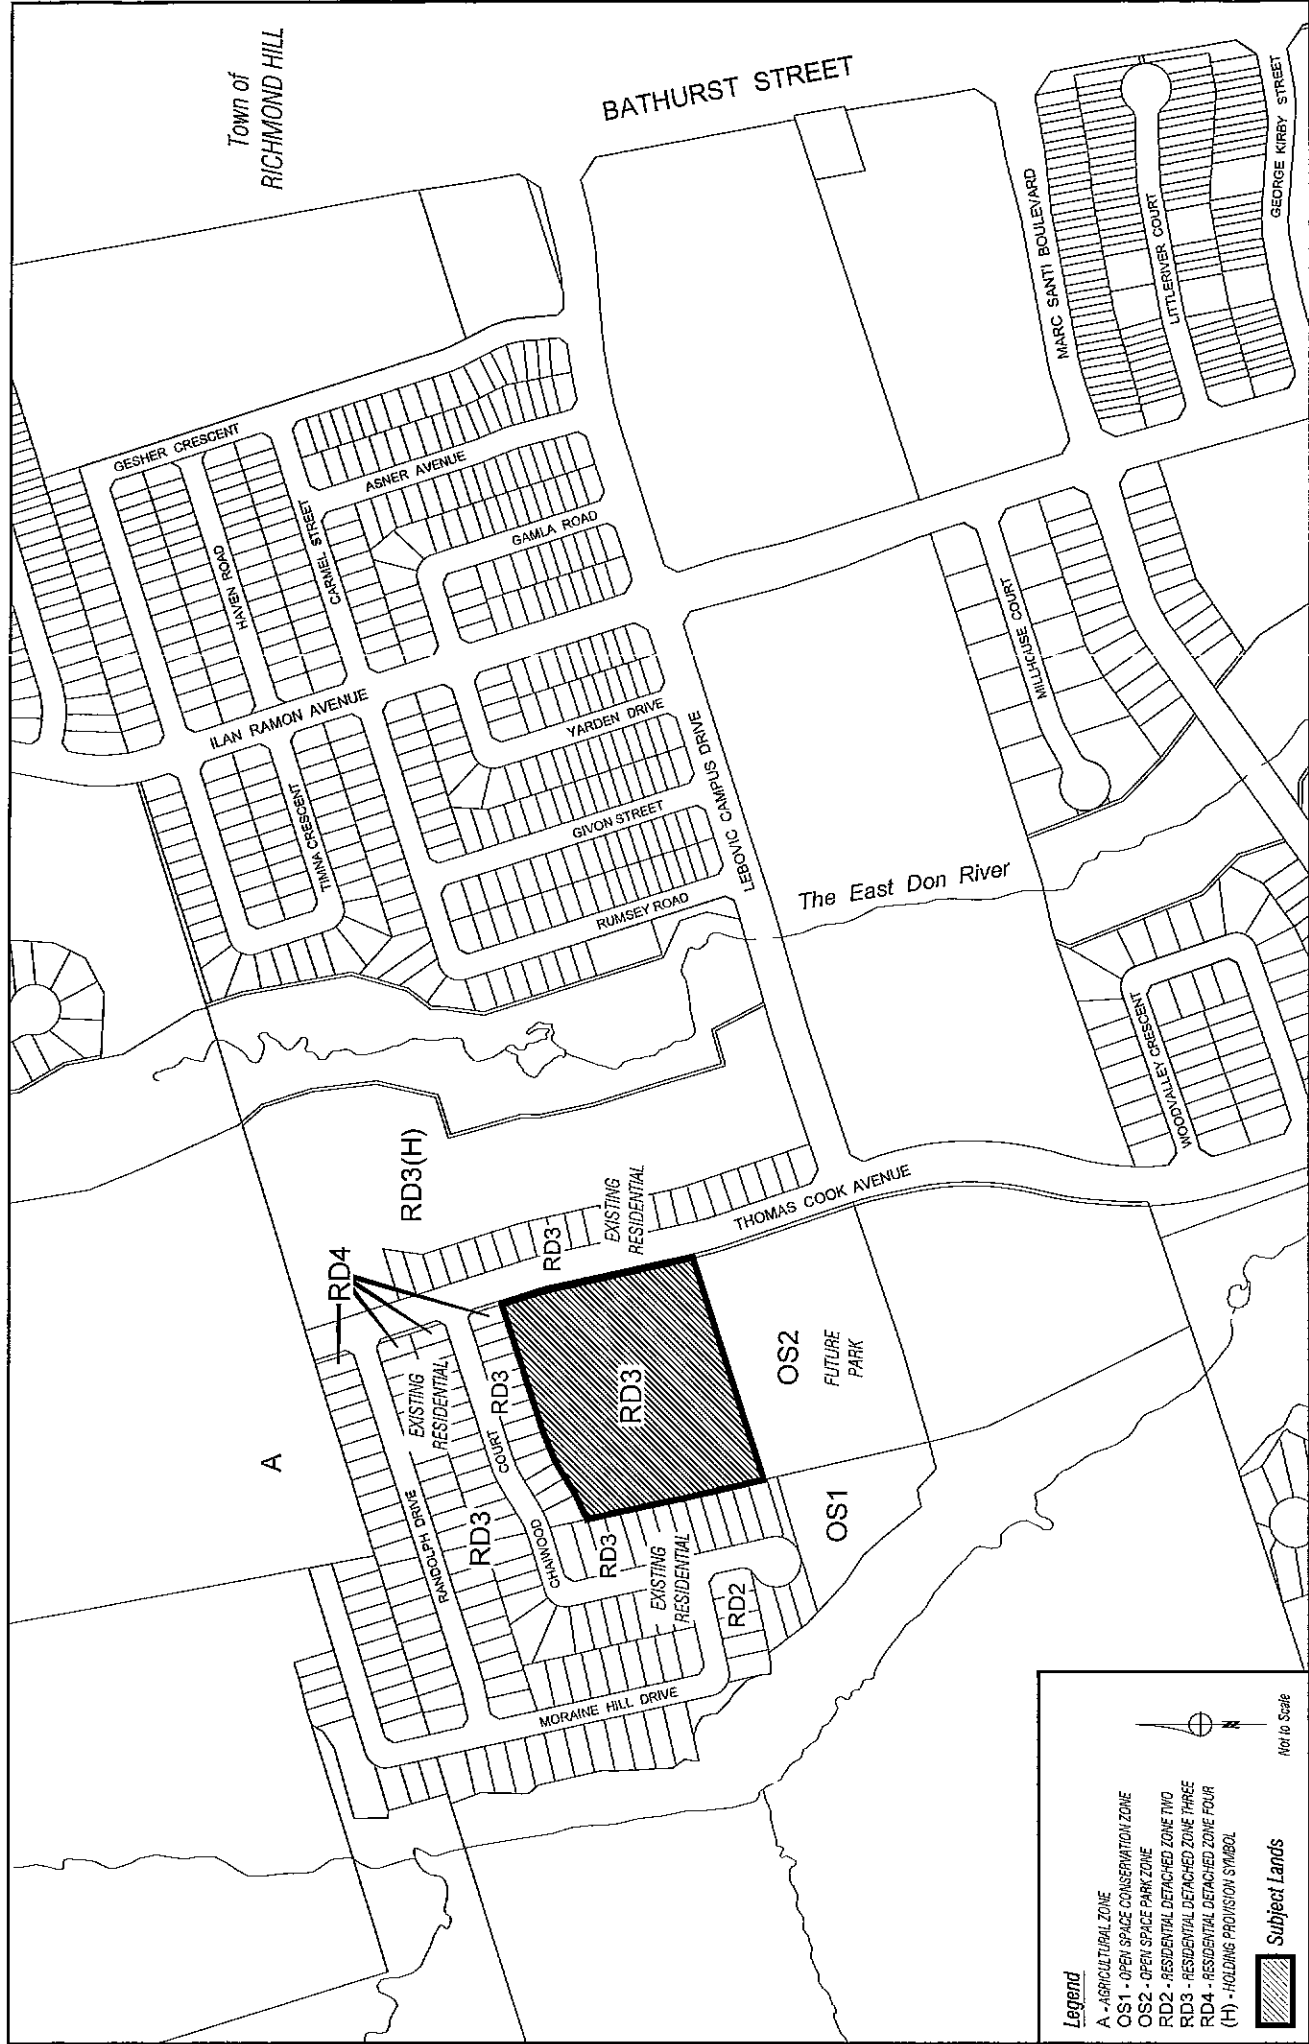 Town of
RICHMOND HILL
BATHURST STREET
GESHER CRESCENT
HAVEN ROAD
CARMEL STREET
ASNER AVENUE
GAMLA ROAD
ILAN RAMON AVENUE
TIMNA CRESCENT
YARDEN DRIVE
GIVON STREET
RUMSEY ROAD
LEBOVIC CAMPUS DRIVE
MARC SANTI BOULEVARD
LITTLERIVER COURT
GEORGE KIRBY STREET
MILLHOUSE COURT
The East Don River
WOODVALLEY CRESCENT
THOMAS COOK AVENUE
RD3(H)
RD4
RD3
EXISTING
RESIDENTIAL
A
EXISTING
RESIDENTIAL
RD3
RD3
OS2
FUTURE
PARK
RANDOLPH DRIVE
RD3
CHAIWOOD
COURT
RD3
EXISTING
RESIDENTIAL
OS1
RD2
MORAINE HILL DRIVE
Legend
A - AGRICULTURAL ZONE
OS1 - OPEN SPACE CONSERVATION ZONE
OS2 - OPEN SPACE PARK ZONE
RD2 - RESIDENTIAL DETACHED ZONE TWO
RD3 - RESIDENTIAL DETACHED ZONE THREE
RD4 - RESIDENTIAL DETACHED ZONE FOUR
(H) - HOLDING PROVISION SYMBOL
Subject Lands
N
Not to Scale